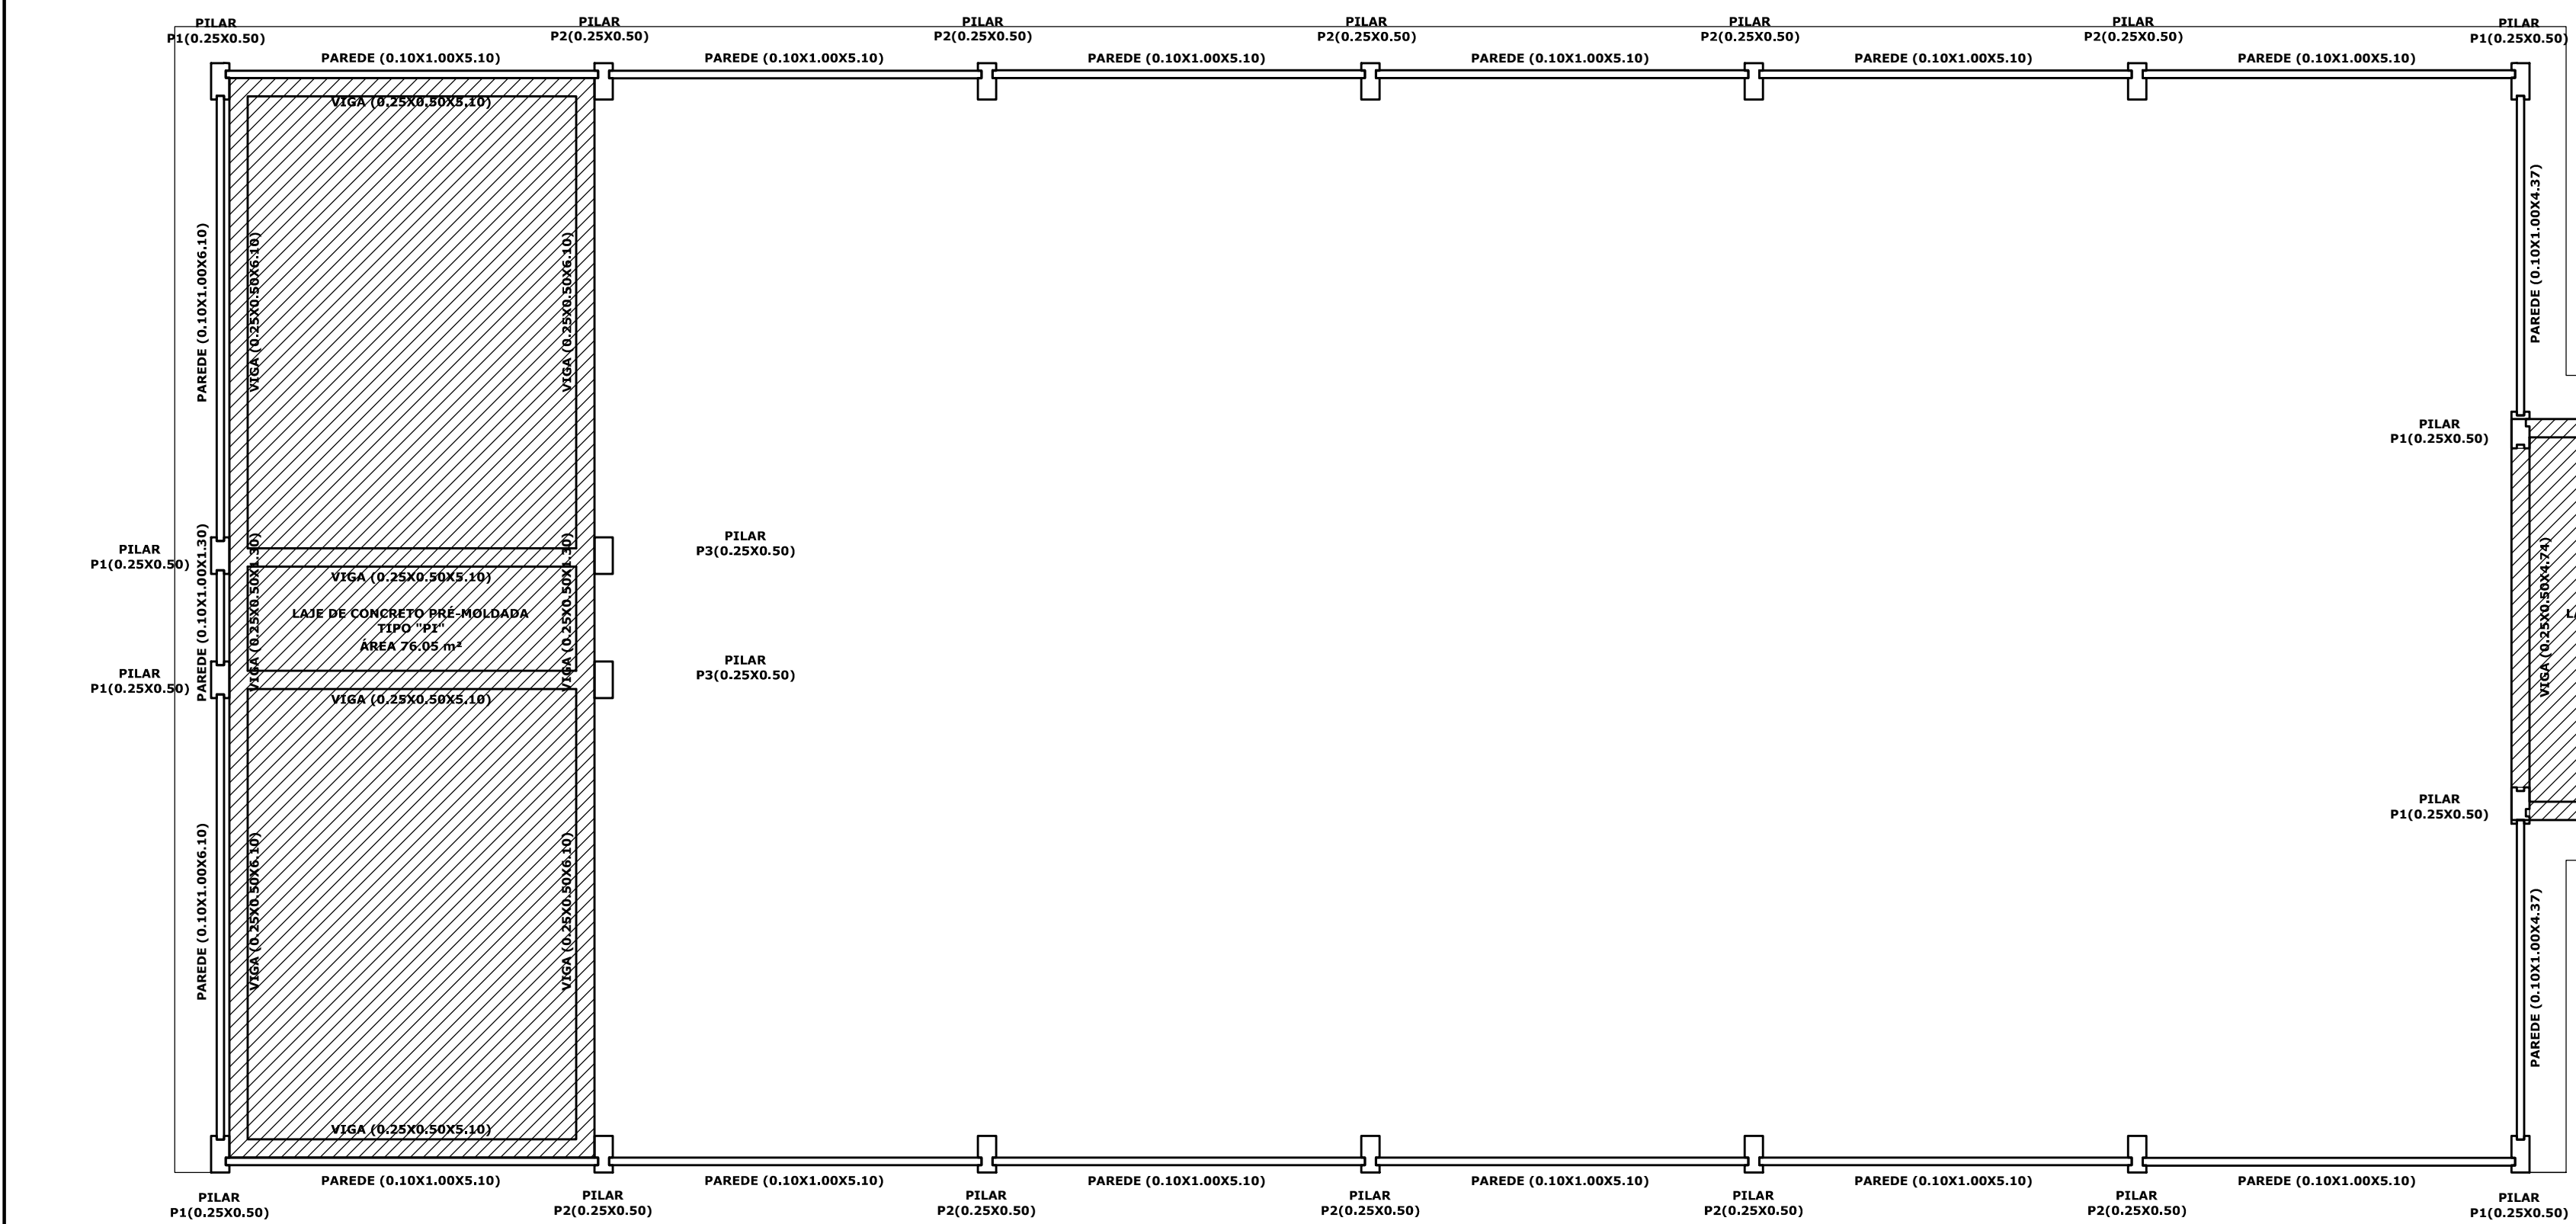 PILAR
P1(0.25X0.50)
PILAR
P2(0.25X0.50)
PILAR
P2(0.25X0.50)
PILAR
P2(0.25X0.50)
PILAR
P2(0.25X0.50)
PILAR
P2(0.25X0.50)
PILAR
P1(0.25X0.50)
PAREDE (0.10X1.00X5.10)
PAREDE (0.10X1.00X5.10)
PAREDE (0.10X1.00X5.10)
PAREDE (0.10X1.00X5.10)
PAREDE (0.10X1.00X5.10)
PAREDE (0.10X1.00X5.10)
VIGA (0.25X0.50X5.10)
PAREDE (0.10X1.00X6.10)
VIGA (0.25X0.50X6.10)
VIGA (0.25X0.50X6.10)
PAREDE (0.10X1.00X4.37)
PILAR
P1(0.25X0.50)
PILAR
P3(0.25X0.50)
PILAR
P1(0.25X0.50)
PAREDE (0.10X1.00X1.30)
VIGA (0.25X0.50X1.30)
VIGA (0.25X0.50X1.30)
VIGA (0.25X0.50X5.10)
LAJE DE CONCRETO PRÉ-MOLDADA
TIPO "PI"
ÁREA 76.05 m²
VIGA (0.25X0.50X4.74)
PILAR
P3(0.25X0.50)
PILAR
P1(0.25X0.50)
VIGA (0.25X0.50X5.10)
PILAR
P1(0.25X0.50)
PAREDE (0.10X1.00X6.10)
VIGA (0.25X0.50X6.10)
VIGA (0.25X0.50X6.10)
PAREDE (0.10X1.00X4.37)
VIGA (0.25X0.50X5.10)
PAREDE (0.10X1.00X5.10)
PAREDE (0.10X1.00X5.10)
PAREDE (0.10X1.00X5.10)
PAREDE (0.10X1.00X5.10)
PAREDE (0.10X1.00X5.10)
PAREDE (0.10X1.00X5.10)
PILAR
P1(0.25X0.50)
PILAR
P2(0.25X0.50)
PILAR
P2(0.25X0.50)
PILAR
P2(0.25X0.50)
PILAR
P2(0.25X0.50)
PILAR
P2(0.25X0.50)
PILAR
P1(0.25X0.50)